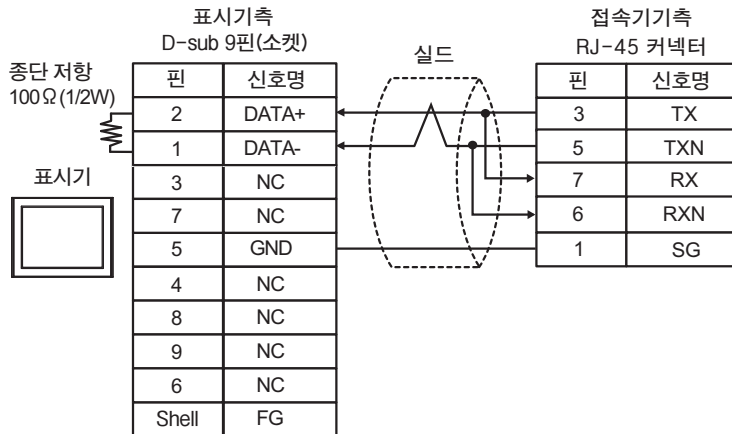 표시기측
D-sub 9핀(소켓)
접속기기측
RJ-45 커넥터
실드
종단 저항
100Ω(1/2W)
표시기
핀 신호명
2 DATA+
1 DATA-
3 NC
7 NC
5 GND
4 NC
8 NC
9 NC
6 NC
Shell FG
핀 신호명
3 TX
5 TXN
7 RX
6 RXN
1 SG